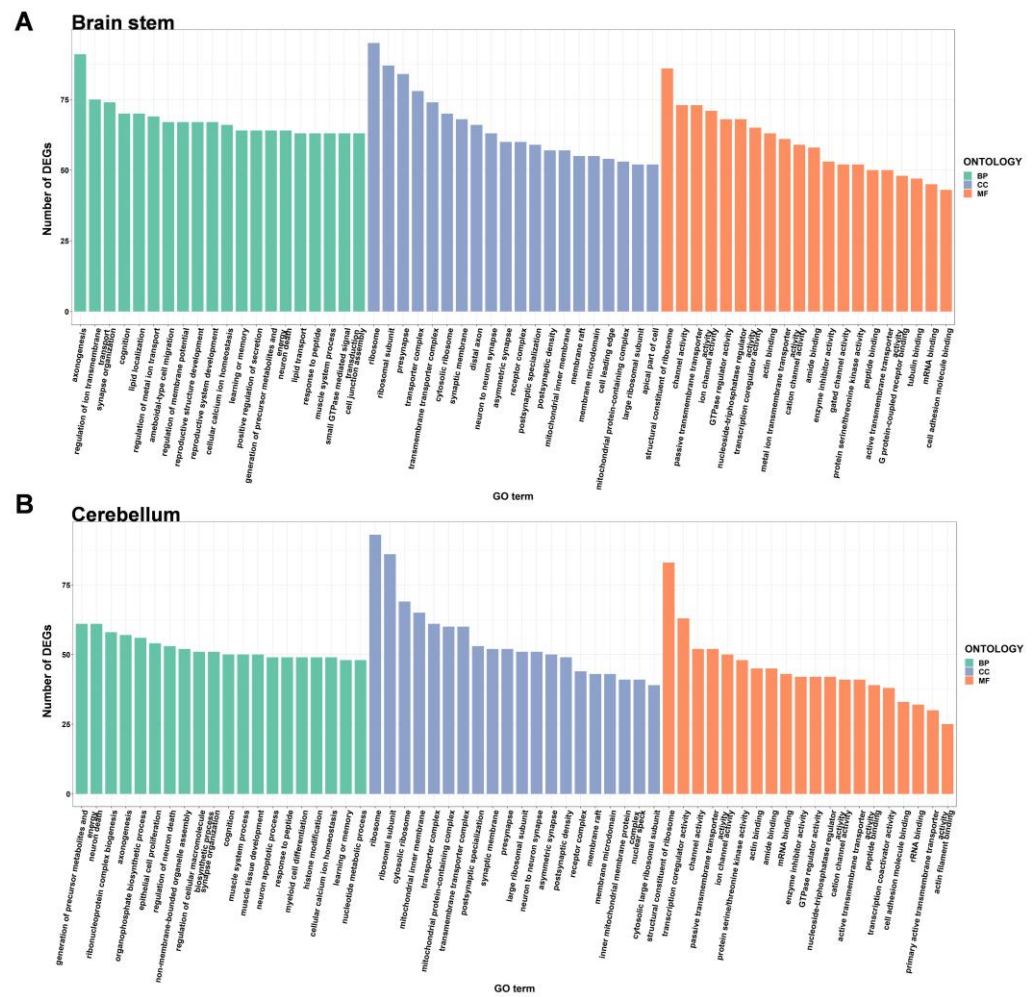 A
Brain stem
Number of DEGs
75
50
25
0
axonogenesis
regulation of ion transmembrane
transport
synapse organization
cognition
lipid localization
regulation of metal ion transport
ameboidal-type cell migration
regulation of membrane potential
reproductive structure development
reproductive system development
cellular calcium ion homeostasis
learning or memory
positive regulation of secretion
generation of precursor metabolites and
energy
neuron death
lipid transport
response to peptide
muscle system process
small GTPase mediated signal
transduction
cell junction assembly
ribosome
ribosomal subunit
presynapse
transporter complex
transmembrane transporter complex
cytosolic ribosome
synaptic membrane
distal axon
neuron to neuron synapse
asymmetric synapse
receptor complex
postsynaptic specialization
postsynaptic density
mitochondrial inner membrane
membrane raft
membrane microdomain
cell leading edge
mitochondrial protein-containing complex
large ribosomal subunit
apical part of cell
structural constituent of ribosome
channel activity
passive transmembrane transporter
activity
ion channel activity
GTPase regulator activity
nucleoside-triphosphatase regulator
activity
transcription coregulator activity
actin binding
metal ion transmembrane transporter
activity
cation channel activity
amide binding
enzyme inhibitor activity
gated channel activity
protein serine/threonine kinase activity
peptide binding
active transmembrane transporter
activity
G protein-coupled receptor binding
tubulin binding
mRNA binding
cell adhesion molecule binding
GO term
ONTOLOGY
BP
CC
MF
B
Cerebellum
Number of DEGs
75
50
25
0
generation of precursor metabolites and
energy
neuron death
ribonucleoprotein complex biogenesis
axonogenesis
organophosphate biosynthetic process
epithelial cell proliferation
regulation of neuron death
non-membrane-bounded organelle assembly
regulation of cellular macromolecule
biosynthetic process
synapse organization
cognition
muscle system process
muscle tissue development
neuron apoptotic process
response to peptide
myeloid cell differentiation
histone modification
cellular calcium ion homeostasis
learning or memory
nucleotide metabolic process
ribosome
ribosomal subunit
cytosolic ribosome
mitochondrial inner membrane
transporter complex
mitochondrial protein-containing complex
transmembrane transporter complex
postsynaptic specialization
synaptic membrane
presynapse
large ribosomal subunit
neuron to neuron synapse
asymmetric synapse
postsynaptic density
receptor complex
membrane raft
membrane microdomain
inner mitochondrial membrane protein
complex
nuclear speck
cytosolic large ribosomal subunit
structural constituent of ribosome
transcription coregulator activity
channel activity
passive transmembrane transporter
activity
ion channel activity
protein serine/threonine kinase activity
actin binding
amide binding
mRNA binding
enzyme inhibitor activity
GTPase regulator activity
nucleoside-triphosphatase regulator
activity
cation channel activity
active transmembrane transporter
activity
peptide binding
transcription coactivator activity
cell adhesion molecule binding
rRNA binding
primary active transmembrane transporter
activity
actin filament binding
GO term
ONTOLOGY
BP
CC
MF